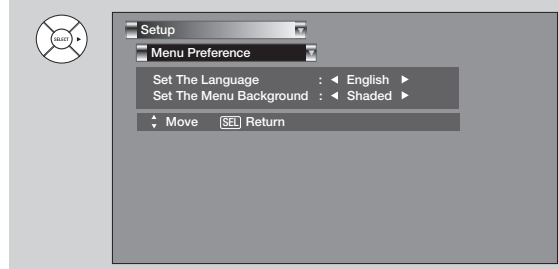 SELECT
Setup
Menu Preference
Set The Language : ◄ English ►
Set The Menu Background : ◄ Shaded ►
Move SEL Return